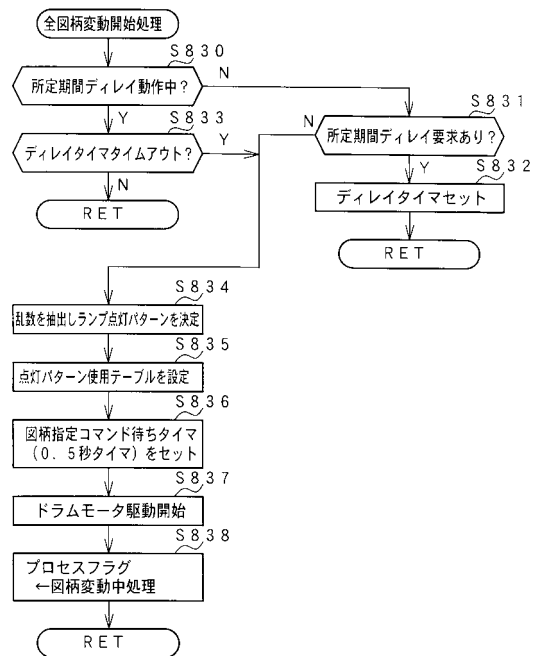 全図柄変動開始処理
S830
所定期間ディレイ動作中?
N
Y
S831
所定期間ディレイ要求あり?
N
Y
S833
ディレイタイマタイムアウト?
Y
N
RET
S832
ディレイタイマセット
RET
S834
乱数を抽出しランプ点灯パターンを決定
S835
点灯パターン使用テーブルを設定
S836
図柄指定コマンド待ちタイマ
(0.5秒タイマ)をセット
S837
ドラムモータ駆動開始
S838
プロセスフラグ
←図柄変動中処理
RET